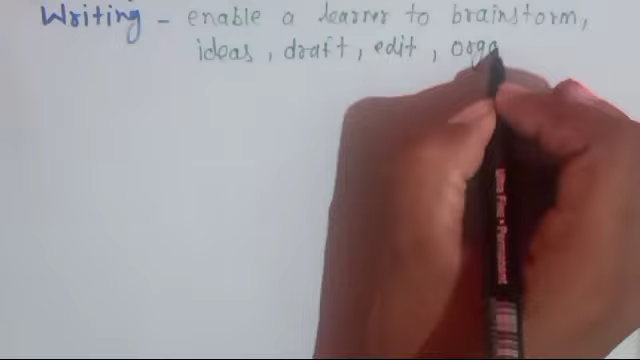 Writing - enable a learner to brainstorm,
ideas, draft, edit, orga